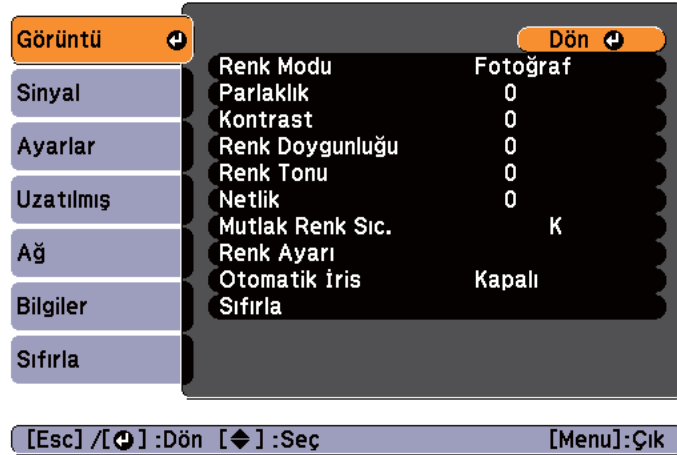 Görüntü
Sinyal
Ayarlar
Uzatılmış
Ağ
Bilgiler
Sıfırla
Dön
Renk Modu Fotoğraf
Parlaklık 0
Kontrast 0
Renk Doygunluğu 0
Renk Tonu 0
Netlik 0
Mutlak Renk Sıc. K
Renk Ayarı
Otomatik İris Kapalı
Sıfırla
[Esc] /[ ] :Dön [ ] :Seç [Menu]:Çık